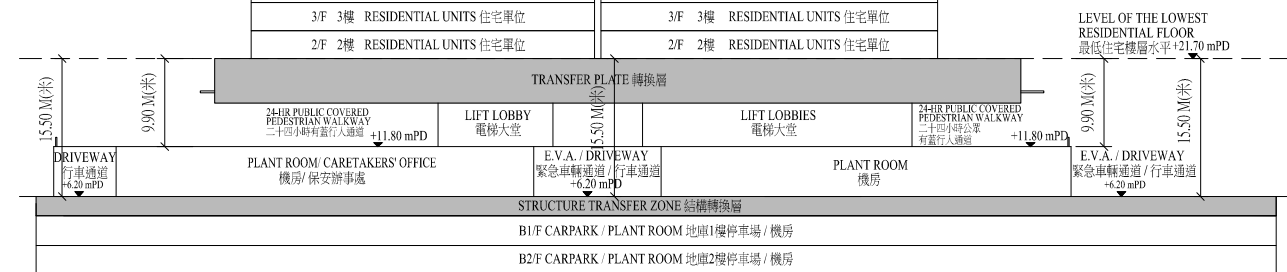 3/F 3樓 RESIDENTIAL UNITS 住宅單位
3/F 3樓 RESIDENTIAL UNITS 住宅單位
2/F 2樓 RESIDENTIAL UNITS 住宅單位
2/F 2樓 RESIDENTIAL UNITS 住宅單位
LEVEL OF THE LOWEST
RESIDENTIAL FLOOR
最低住宅樓層水平 +21.70 mPD
TRANSFER PLATE 轉換層
15.50 M(米)
9.90 M(米)
15.50 M(米)
9.90 M(米)
15.50 M(米)
24-HR PUBLIC COVERED
PEDESTRIAN WALKWAY
二十四小時有蓋行人通道
+11.80 mPD
LIFT LOBBY
電梯大堂
LIFT LOBBIES
電梯大堂
24-HR PUBLIC COVERED
PEDESTRIAN WALKWAY
二十四小時公眾
有蓋行人通道
+11.80 mPD
DRIVEWAY
行車通道
+6.20 mPD
PLANT ROOM/ CARETAKERS' OFFICE
機房/ 保安辦事處
E.V.A. / DRIVEWAY
緊急車輛通道 / 行車通道
+6.20 mPD
PLANT ROOM
機房
E.V.A. / DRIVEWAY
緊急車輛通道 / 行車通道
+6.20 mPD
STRUCTURE TRANSFER ZONE 結構轉換層
B1/F CARPARK / PLANT ROOM 地庫1樓停車場 / 機房
B2/F CARPARK / PLANT ROOM 地庫2樓停車場 / 機房